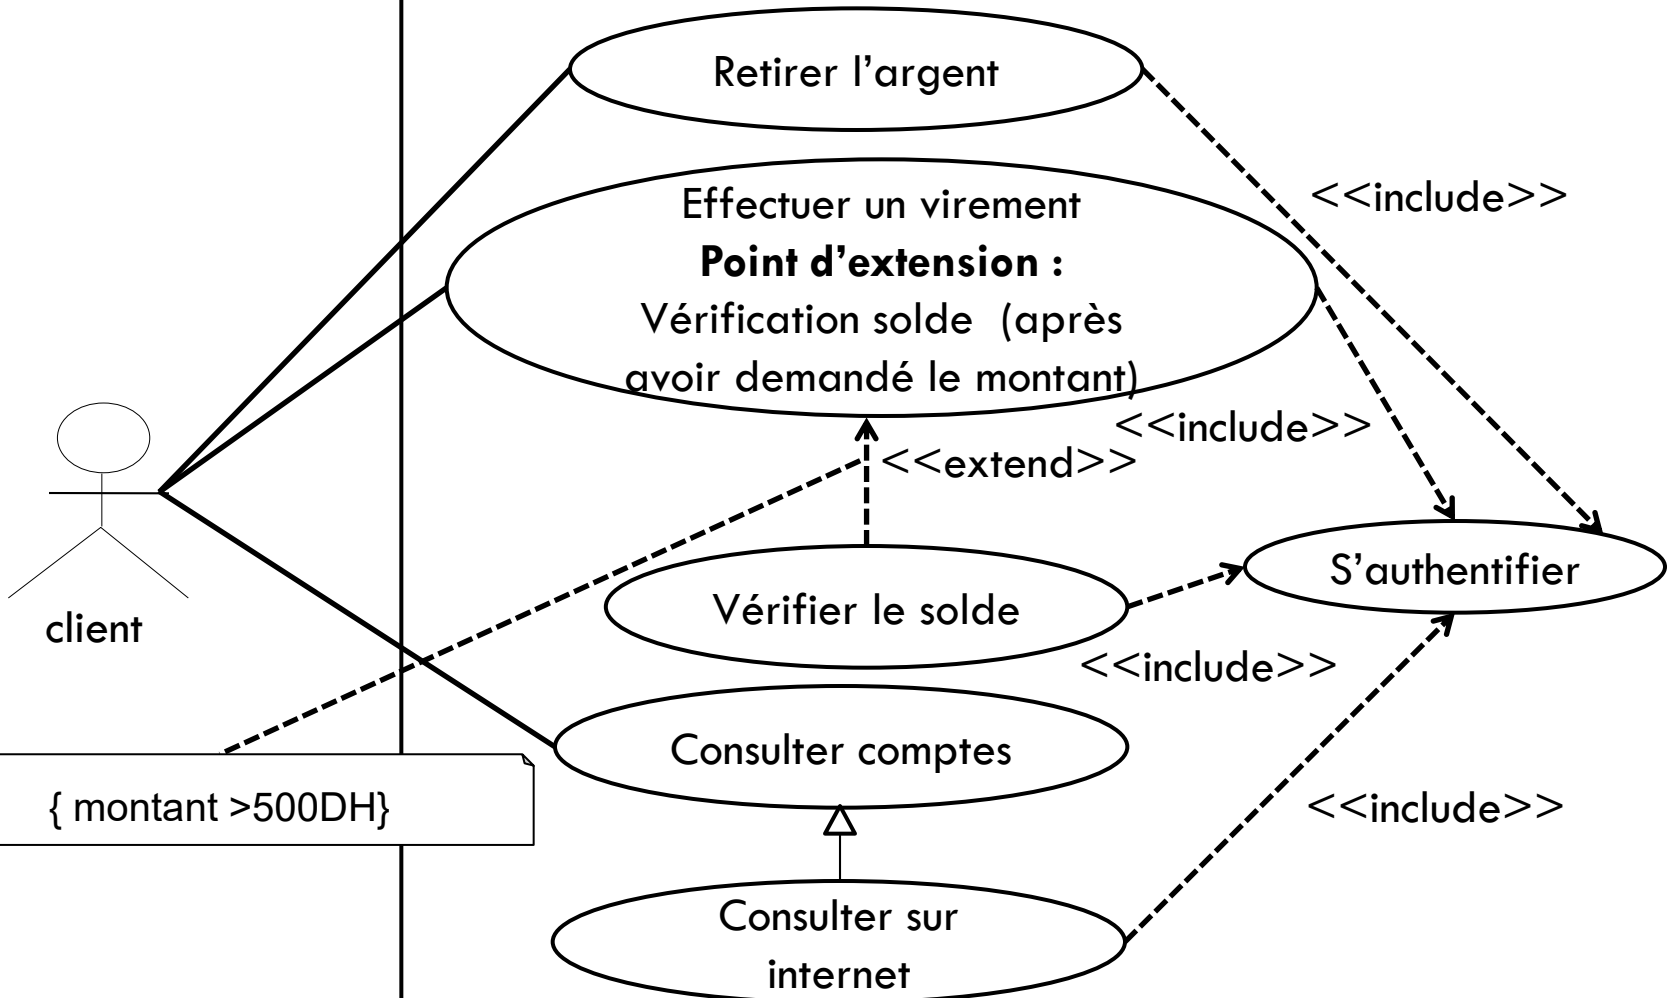 Retirer l’argent
<<include>>
Effectuer un virement
Point d’extension :
Vérification solde (après
avoir demandé le montant)
<<include>>
<<extend>>
S’authentifier
Vérifier le solde
client
<<include>>
Consulter comptes
{ montant >500DH}
<<include>>
Consulter sur
internet